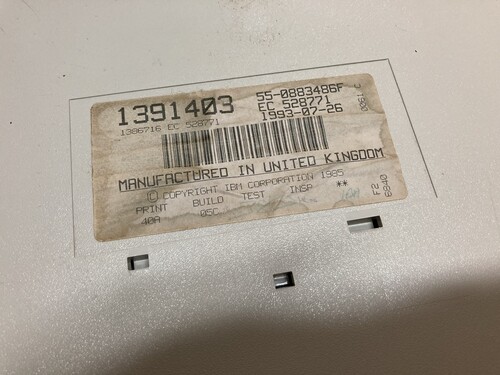 1391403 55-0883486F
1386716 EC 528771 EC 528771
1993-07-26
MANUFACTURED IN UNITED KINGDOM
© COPYRIGHT IBM CORPORATION 1985
PRINT BUILD TEST INSP **
40A 05C
F2